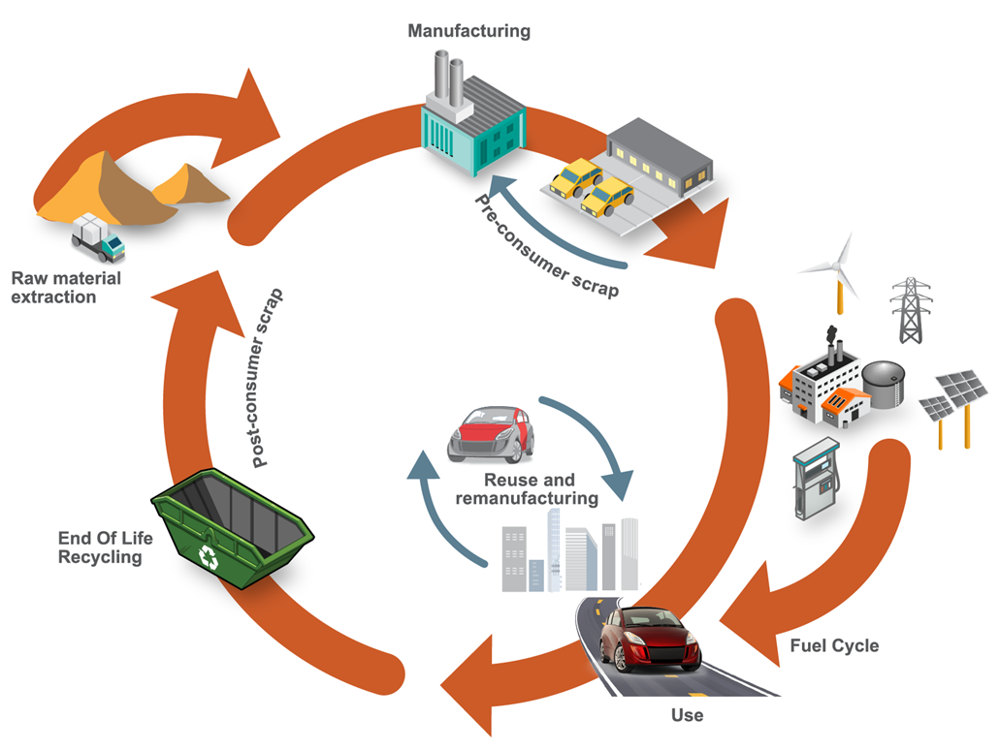 Manufacturing
Raw material
extraction
Pre-consumer scrap
Post-consumer scrap
Reuse and
remanufacturing
End Of Life
Recycling
Fuel Cycle
Use